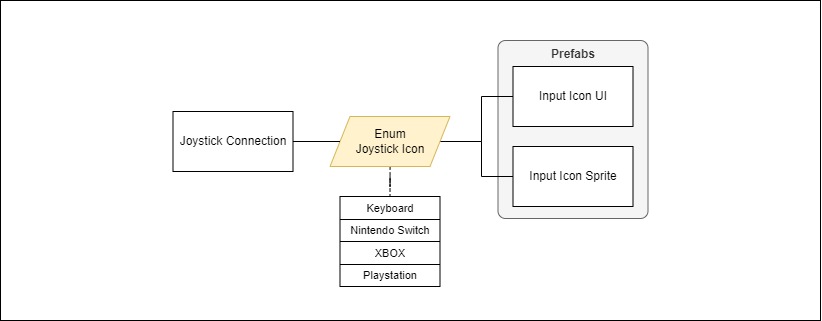 Prefabs
Input Icon UI
Joystick Connection
Enum
Joystick Icon
Input Icon Sprite
Keyboard
Nintendo Switch
XBOX
Playstation